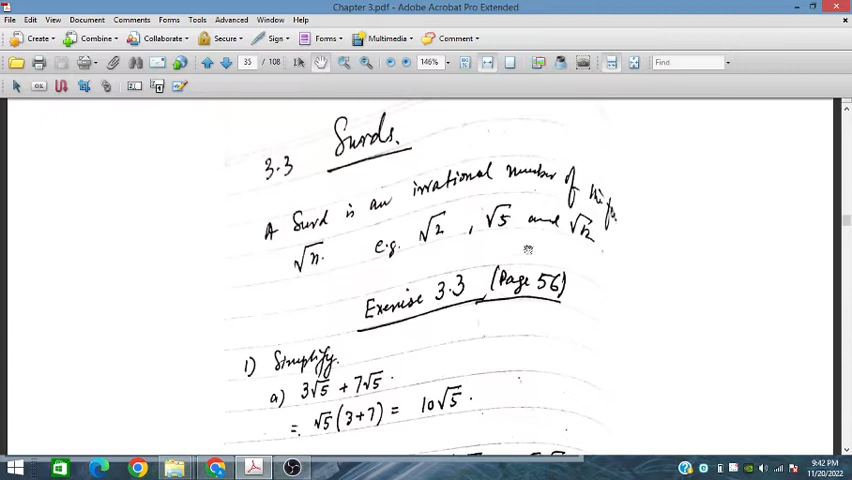 Chapter 3.pdf - Adobe Acrobat Pro Extended
File Edit View Document Comments Forms Tools Advanced Window Help
Create Combine Collaborate Secure Sign Forms Multimedia Comment
35 / 108 146% Find
3.3 Surds.
A Surd is an irrational number of the
√n. e.g. √2 , √5 and √12
Exercise 3.3 (Page 56)
1) Simplify.
a) 3√5 + 7√5.
= √5(3+7) = 10√5.
9:42 PM
11/20/2022